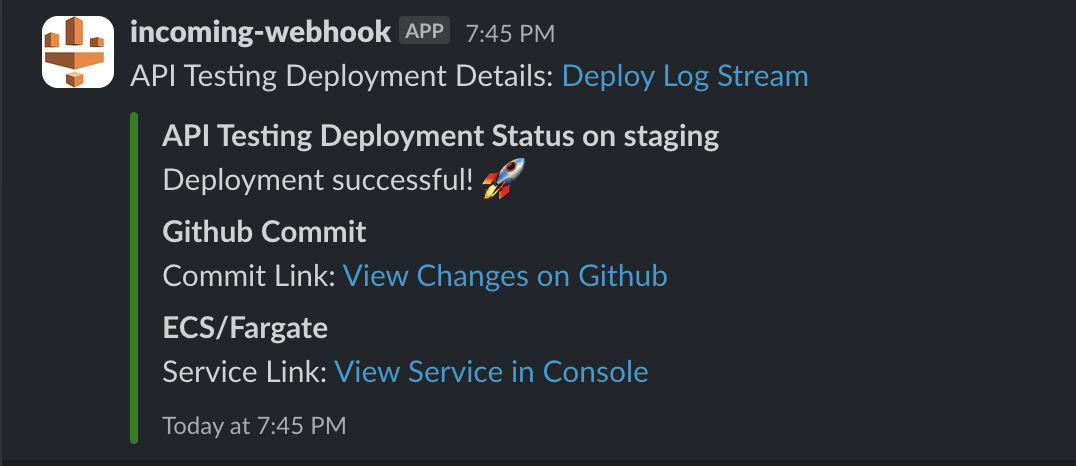 incoming-webhook APP 7:45 PM
API Testing Deployment Details: Deploy Log Stream
API Testing Deployment Status on staging
Deployment successful! 🚀
Github Commit
Commit Link: View Changes on Github
ECS/Fargate
Service Link: View Service in Console
Today at 7:45 PM